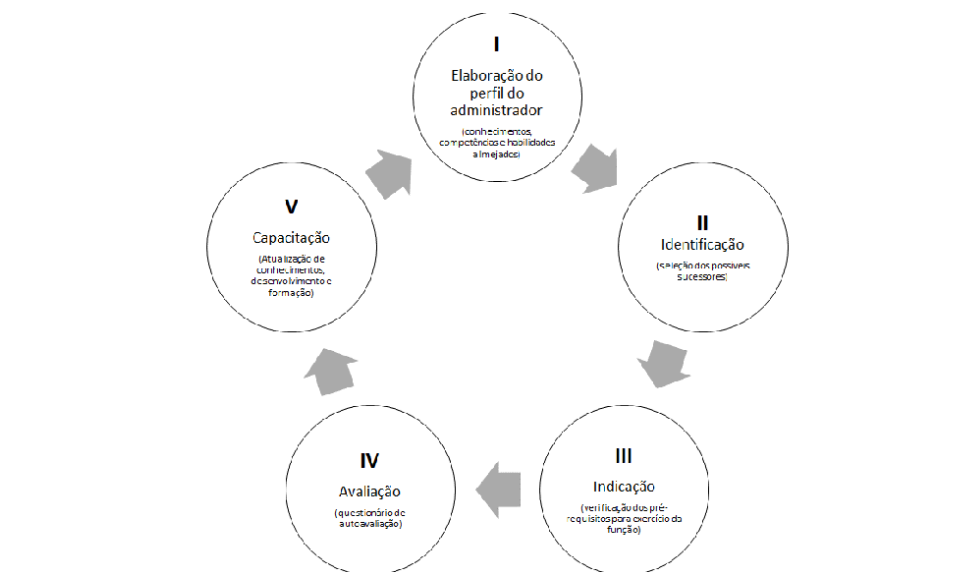 I
Elaboração do
perfil do
administrador
(conhecimentos,
competências e habilidades
almejados)
II
Identificação
(seleção dos possíveis
sucessores)
III
Indicação
(verificação dos pré-
requisitos para exercício da
função)
IV
Avaliação
(questionário de
autoavaliação)
V
Capacitação
(Atualização de
conhecimentos,
desenvolvimento e
formação)